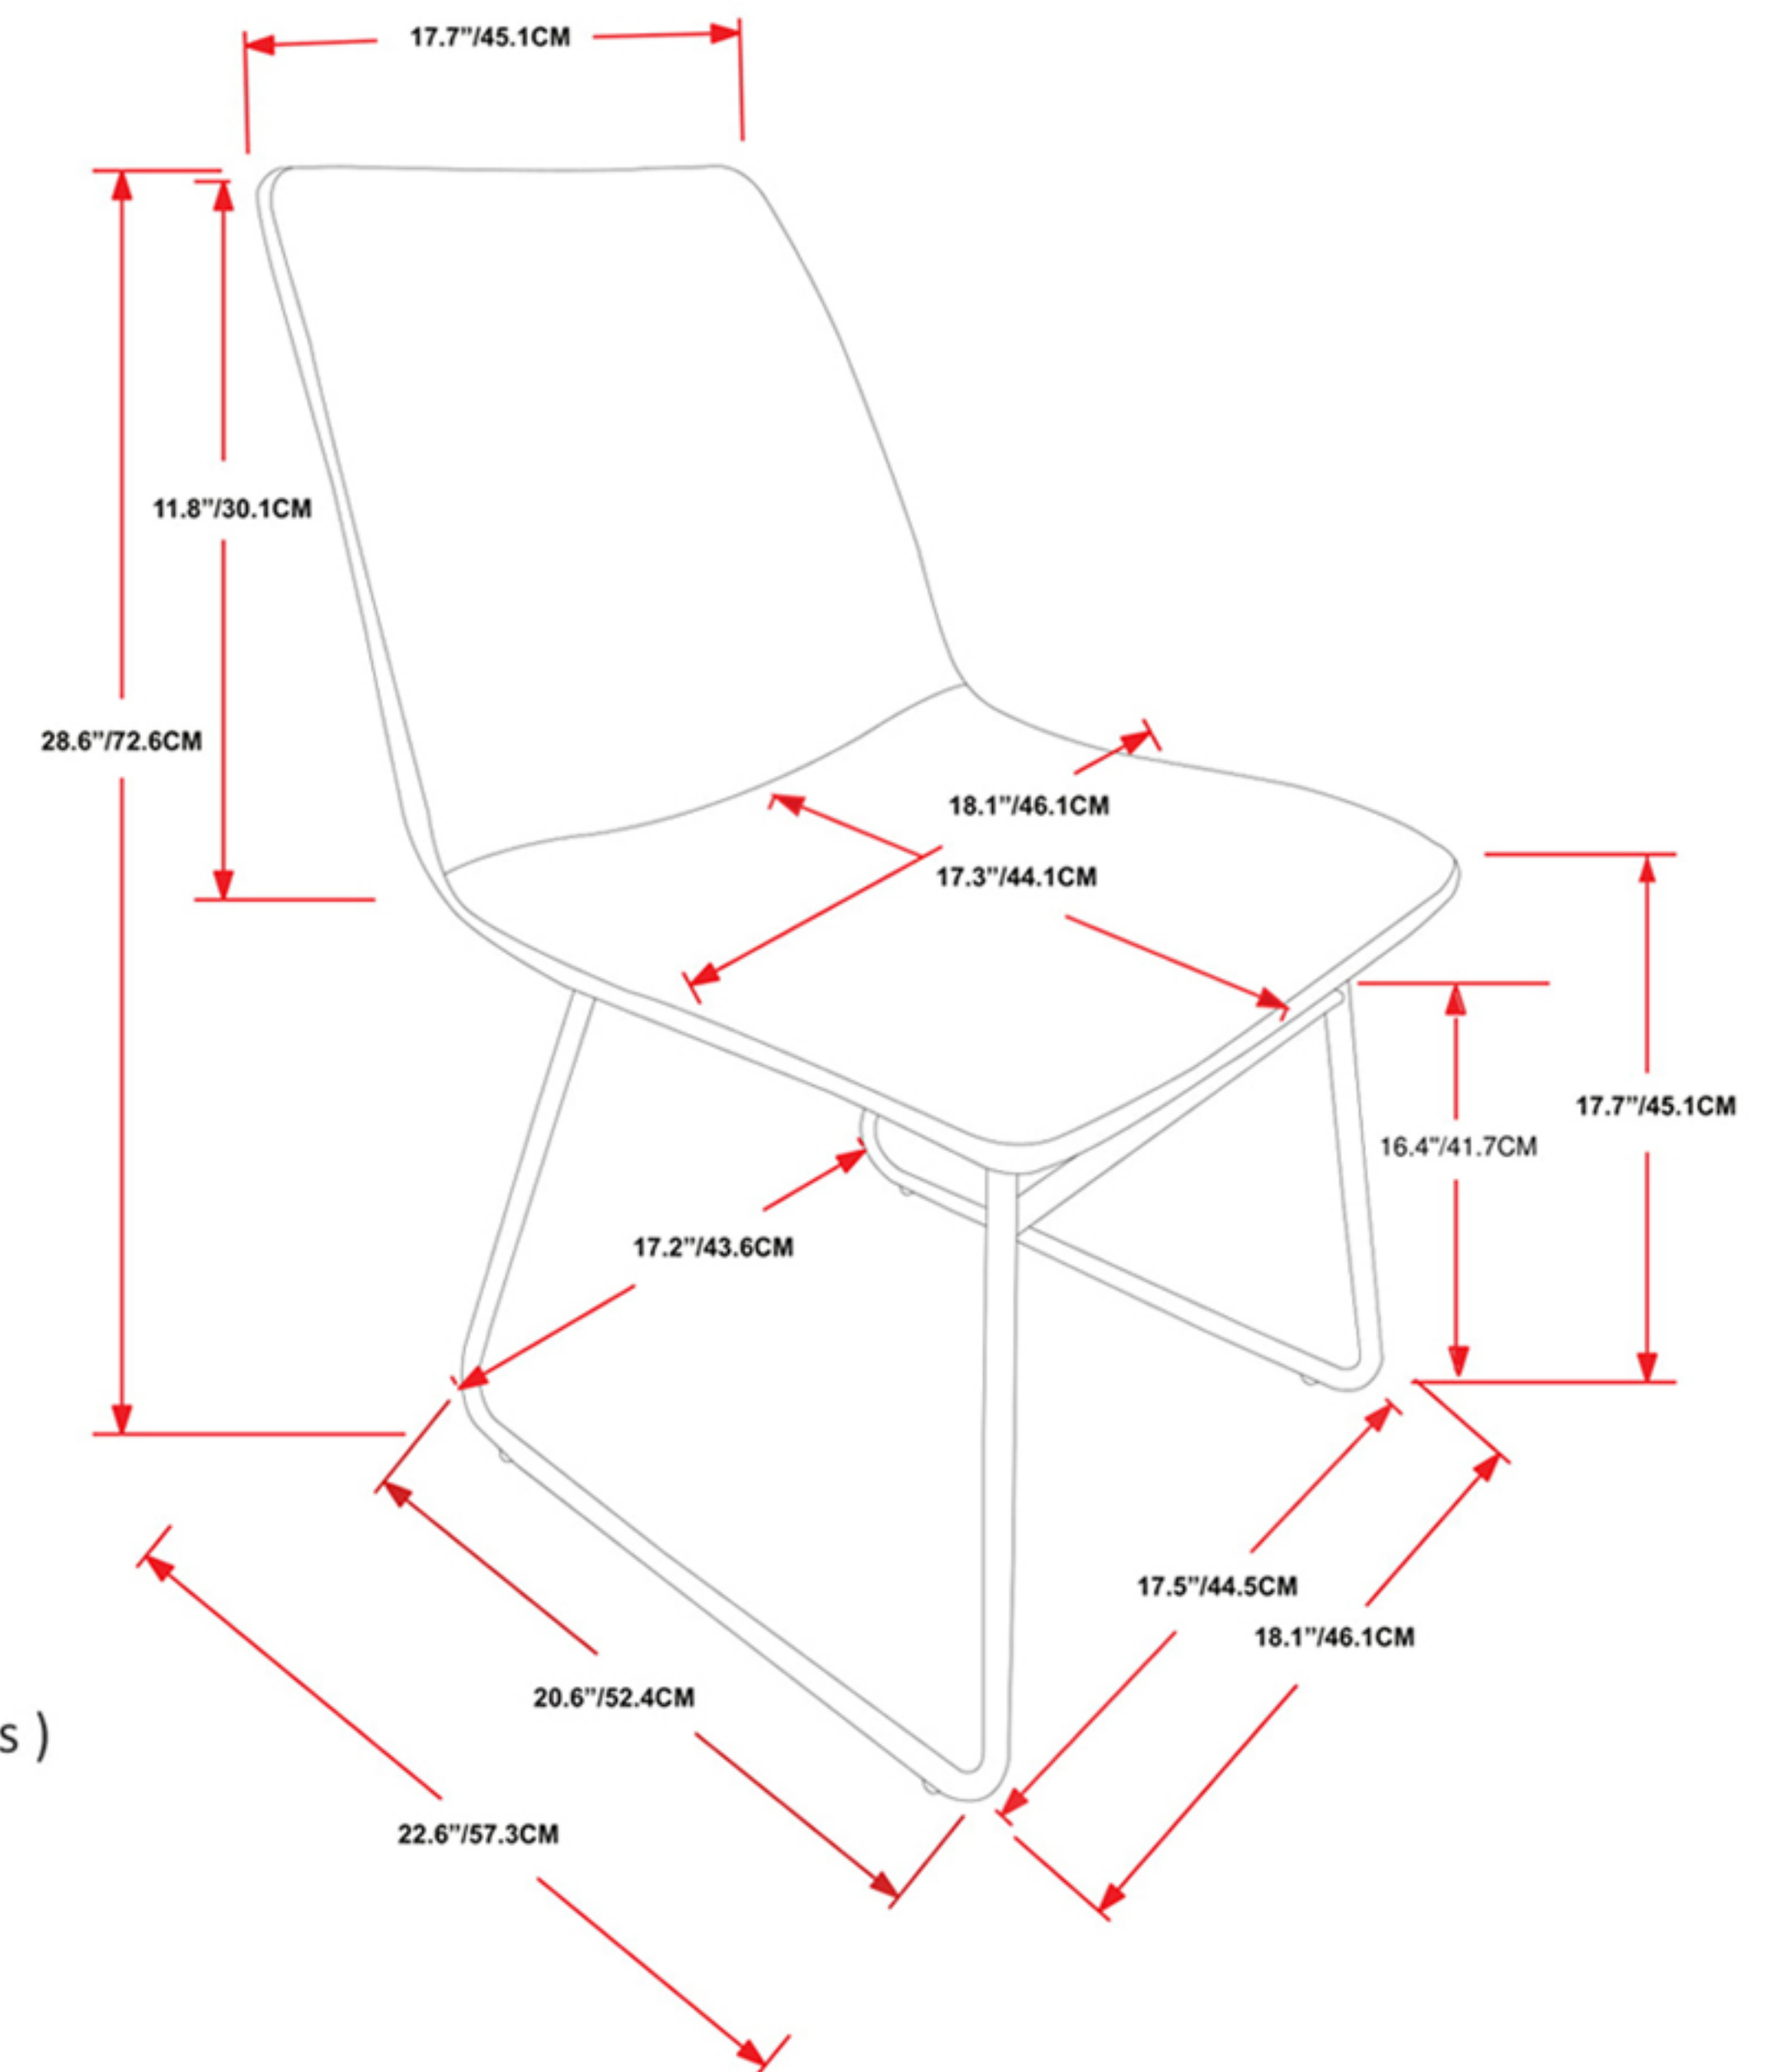 17.7”/45.1CM
11.8”/30.1CM
28.6”/72.6CM
18.1”/46.1CM
17.3”/44.1CM
17.7”/45.1CM
16.4"/41.7CM
17.2”/43.6CM
17.5”/44.5CM
18.1”/46.1CM
20.6”/52.4CM
s )
22.6”/57.3CM